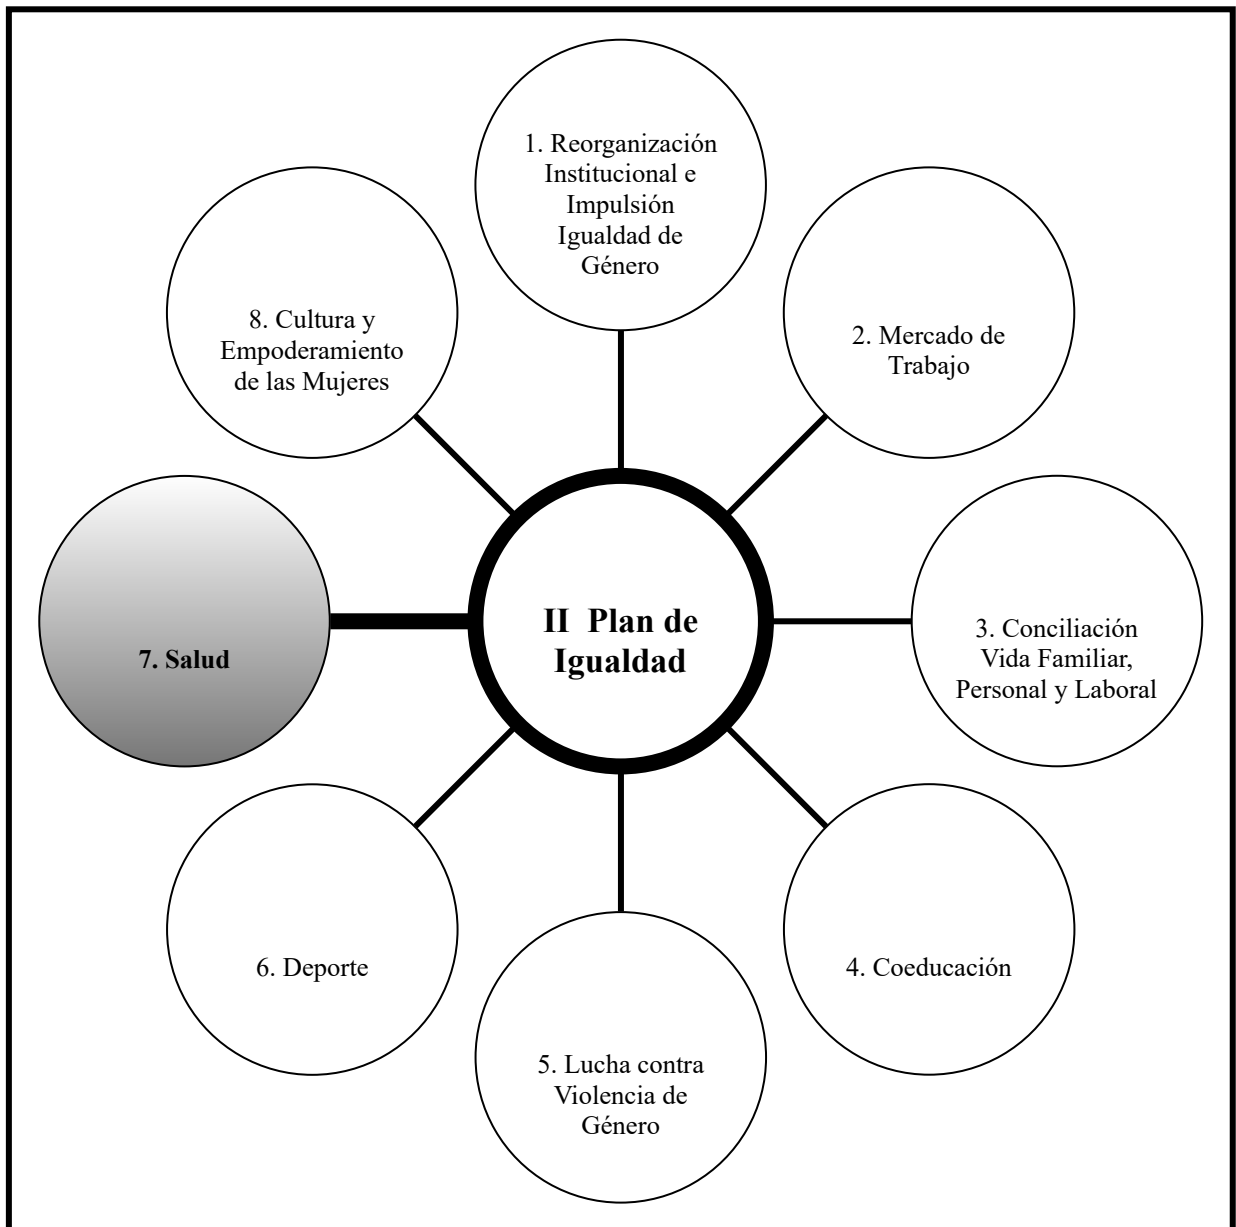 1. Reorganización
Institucional e
Impulsión
Igualdad de
Género
8. Cultura y
Empoderamiento
de las Mujeres
2. Mercado de
Trabajo
7. Salud
II Plan de
Igualdad
3. Conciliación
Vida Familiar,
Personal y Laboral
6. Deporte
4. Coeducación
5. Lucha contra
Violencia de
Género